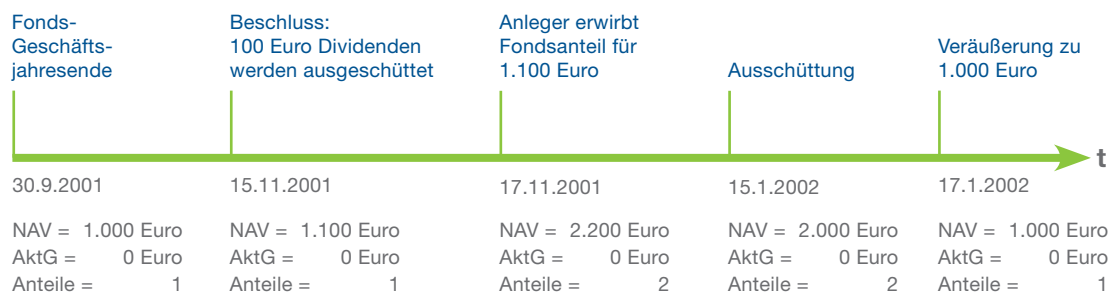 Fonds-
Geschäfts-
jahresende
Beschluss:
100 Euro Dividenden
werden ausgeschüttet
Anleger erwirbt
Fondsanteil für
1.100 Euro
Ausschüttung
Veräußerung zu
1.000 Euro
t
30.9.2001
15.11.2001
17.11.2001
15.1.2002
17.1.2002
NAV = 1.000 Euro
AktG = 0 Euro
Anteile = 1
NAV = 1.100 Euro
AktG = 0 Euro
Anteile = 1
NAV = 2.200 Euro
AktG = 0 Euro
Anteile = 2
NAV = 2.000 Euro
AktG = 0 Euro
Anteile = 2
NAV = 1.000 Euro
AktG = 0 Euro
Anteile = 1